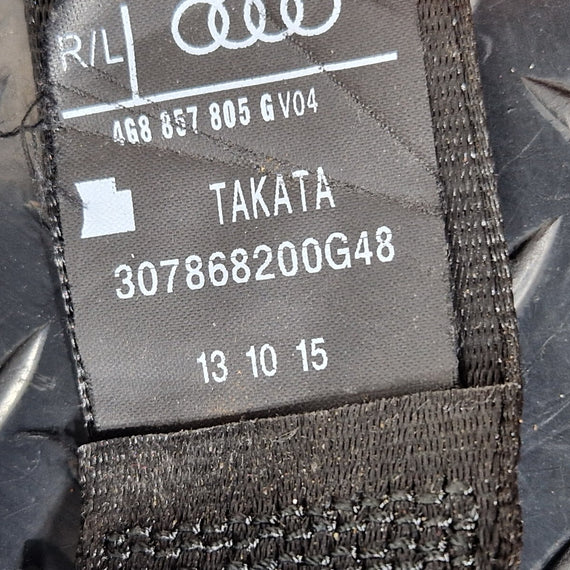 R/L
4G8 857 805 G V04
TAKATA
307868200G48
13 10 15